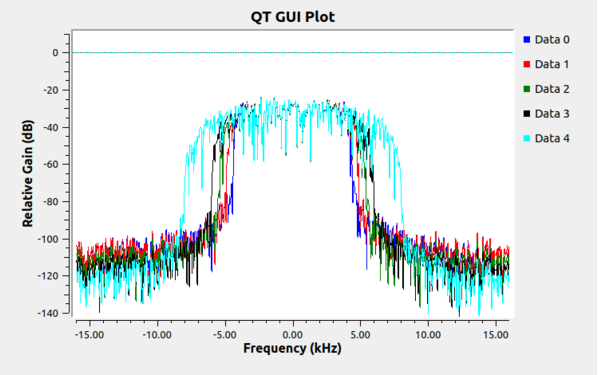 QT GUI Plot
Relative Gain (dB)
0
-20
-40
-60
-80
-100
-120
-140
-15.00 -10.00 -5.00 0.00 5.00 10.00 15.00
Frequency (kHz)
Data 0
Data 1
Data 2
Data 3
Data 4